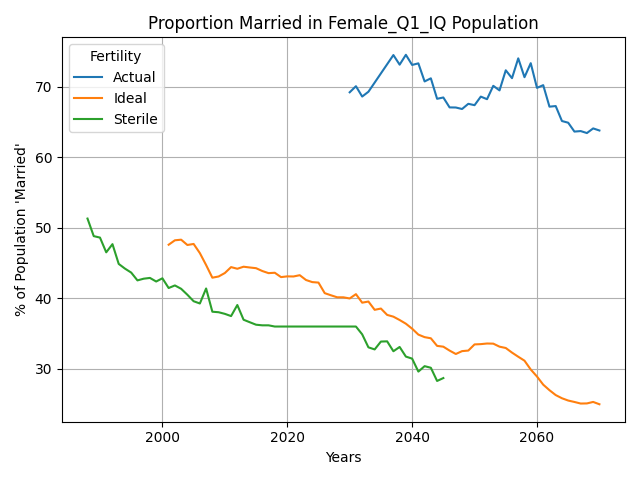 Proportion Married in Female_Q1_IQ Population
Fertility
Actual
Ideal
Sterile
% of Population 'Married'
70
60
50
40
30
2000
2020
2040
2060
Years